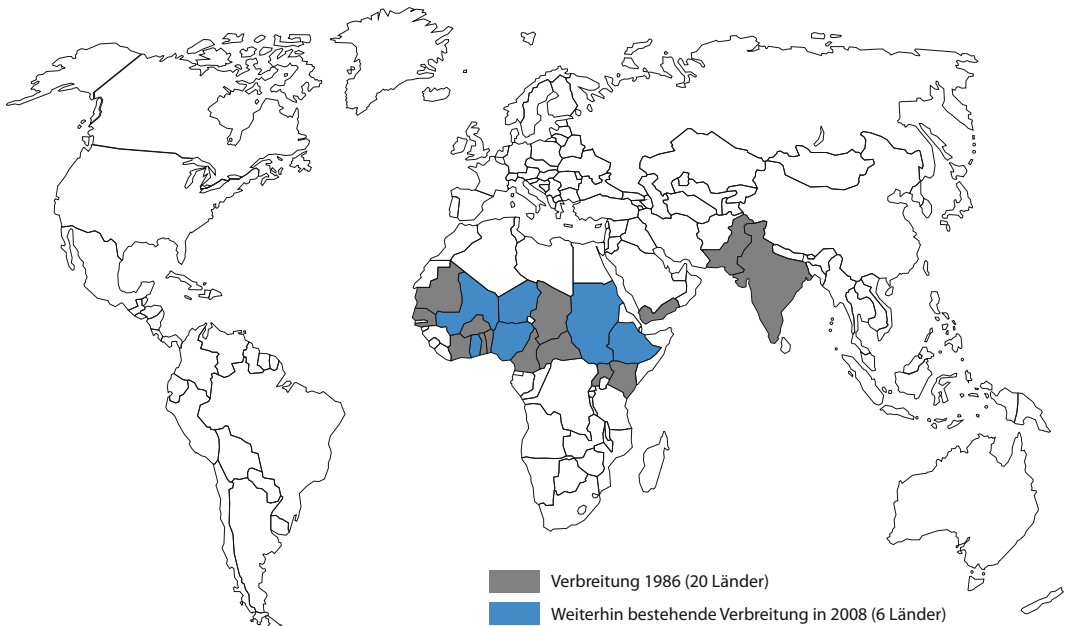 Verbreitung 1986 (20 Länder)
Weiterhin bestehende Verbreitung in 2008 (6 Länder)